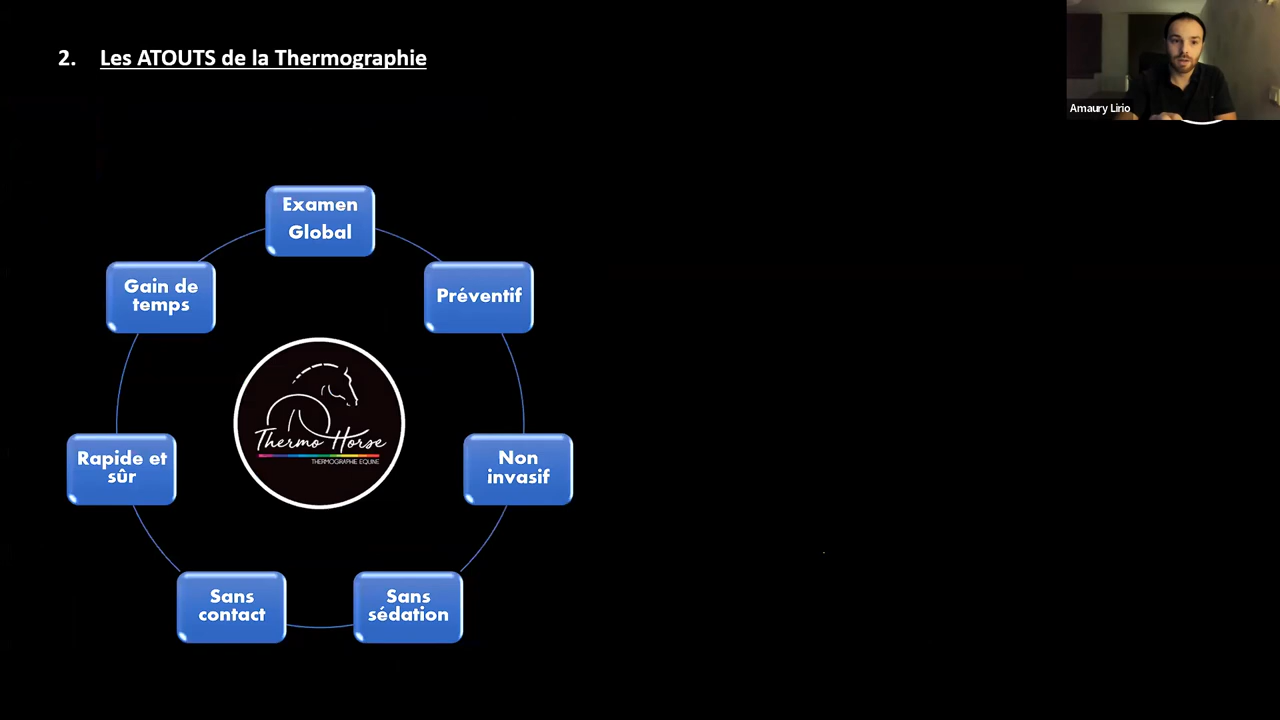 2. Les ATOUTS de la Thermographie
Amaury Lirio
Examen
Global
Préventif
Non
invasif
Sans
sédation
Sans
contact
Rapide et
sûr
Gain de
temps
Thermo Horse
THERMOGRAPHIE EQUINE